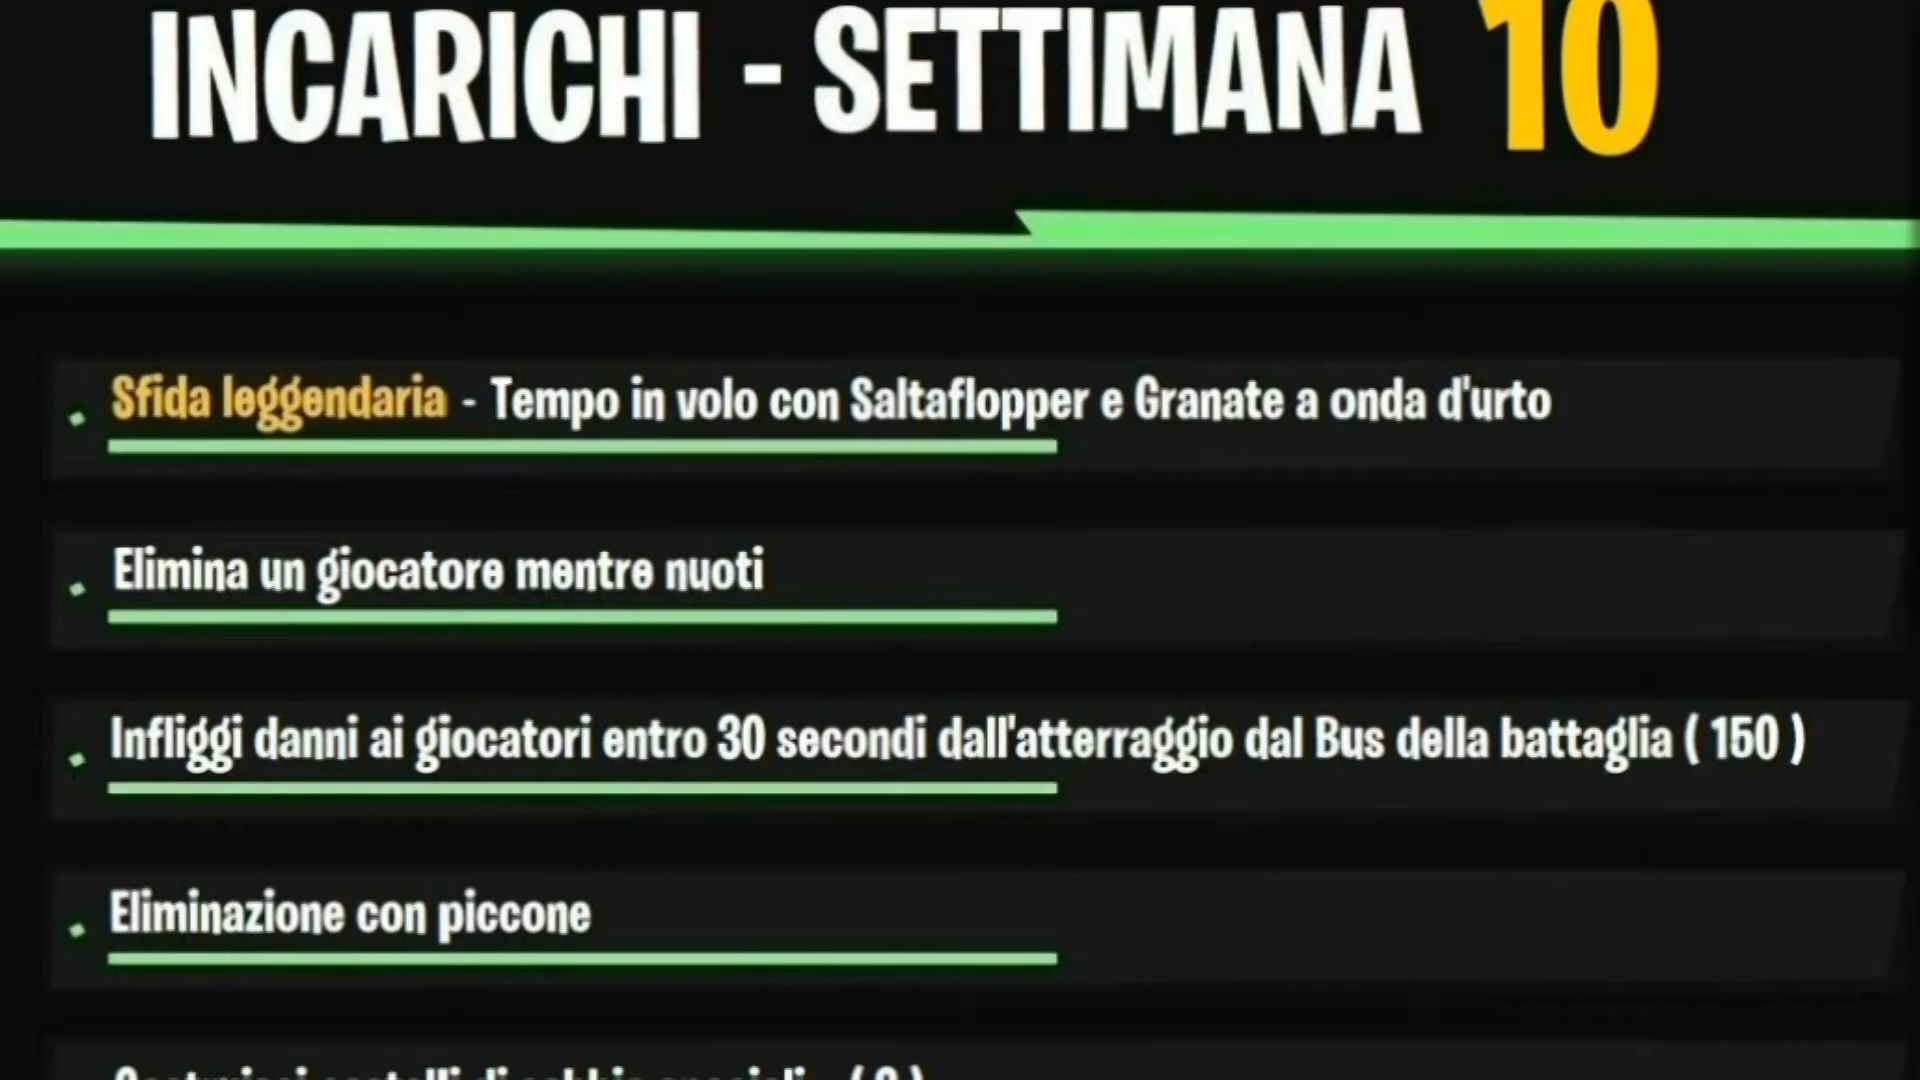 INCARICHI - SETTIMANA 10
Sfida leggendaria - Tempo in volo con Saltaflopper e Granate a onda d'urto
Elimina un giocatore mentre nuoti
Infliggi danni ai giocatori entro 30 secondi dall'atterraggio dal Bus della battaglia ( 150 )
Eliminazione con piccone